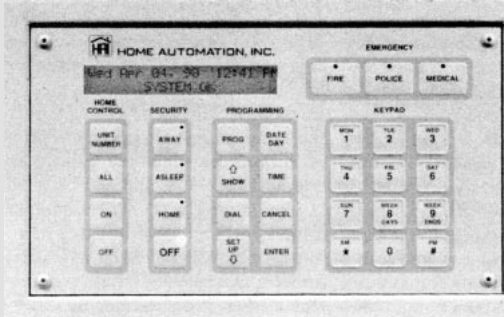 HAI HOME AUTOMATION, INC.
Wed Apr 04, 90 12:41 PM
SYSTEM OK
EMERGENCY
FIRE
POLICE
MEDICAL
HOME
CONTROL
UNIT
NUMBER
ALL
ON
OFF
SECURITY
AWAY
ASLEEP
HOME
OFF
PROGRAMMING
PROG
DATE
DAY
SHOW
TIME
DIAL
CANCEL
SET
UP
ENTER
KEYPAD
MON
1
TUE
2
WED
3
THU
4
FRI
5
SAT
6
SUN
7
WEEK
8
DAYS
WEEK
9
ENDS
AM
*
0
PM
#